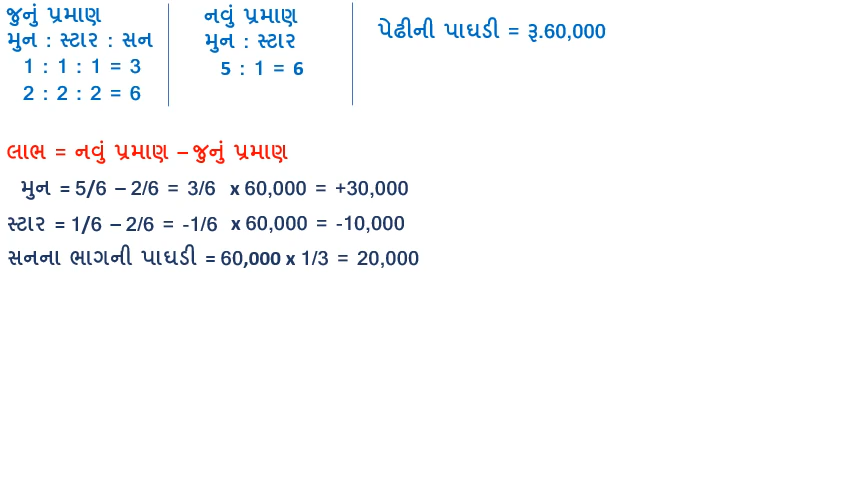 જુનું પ્રમાણ
મુન : સ્ટાર : સન
1 : 1 : 1 = 3
2 : 2 : 2 = 6
નવું પ્રમાણ
મુન : સ્ટાર
5 : 1 = 6
પેઢીની પાઘડી = રૂ.60,000
લાભ = નવું પ્રમાણ – જુનું પ્રમાણ
મુન = 5/6 – 2/6 = 3/6 x 60,000 = +30,000
સ્ટાર = 1/6 – 2/6 = -1/6 x 60,000 = -10,000
સનના ભાગની પાઘડી = 60,000 x 1/3 = 20,000